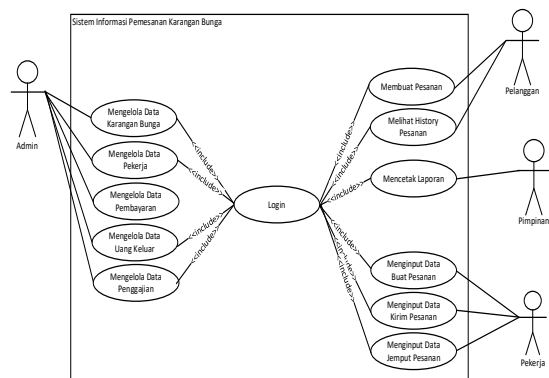 Sistem Informasi Pemesanan Karangan Bunga
Admin
Mengelola Data
Karangan Bunga
Mengelola Data
Pekerja
Mengelola Data
Pembayaran
Mengelola Data
Uang Keluar
Mengelola Data
Penggajian
<<include>>
<<include>>
<<include>>
<<include>>
Login
<<include>>
<<include>>
<<include>>
<<include>>
<<include>>
<<include>>
Membuat Pesanan
Melihat History
Pesanan
Mencetak Laporan
Menginput Data
Buat Pesanan
Menginput Data
Kirim Pesanan
Menginput Data
Jemput Pesanan
Pelanggan
Pimpinan
Pekerja